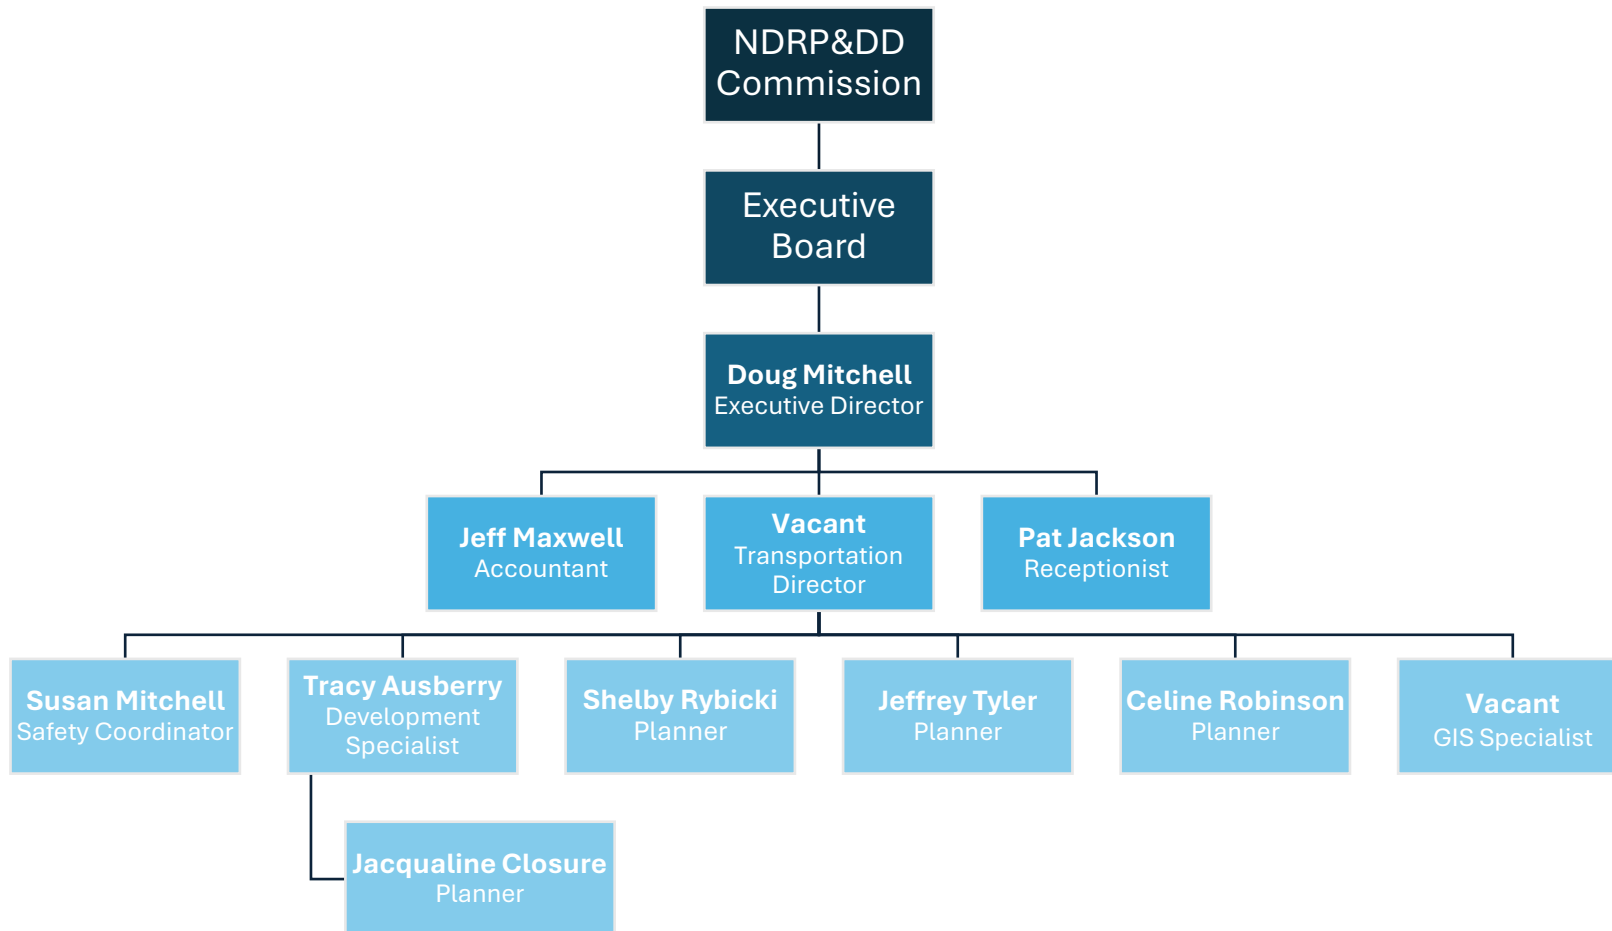 NDRP&DD
Commission
Executive
Board
Doug Mitchell
Executive Director
Jeff Maxwell
Accountant
Vacant
Transportation
Director
Pat Jackson
Receptionist
Susan Mitchell
Safety Coordinator
Tracy Ausberry
Development
Specialist
Shelby Rybicki
Planner
Jeffrey Tyler
Planner
Celine Robinson
Planner
Vacant
GIS Specialist
Jacqualine Closure
Planner